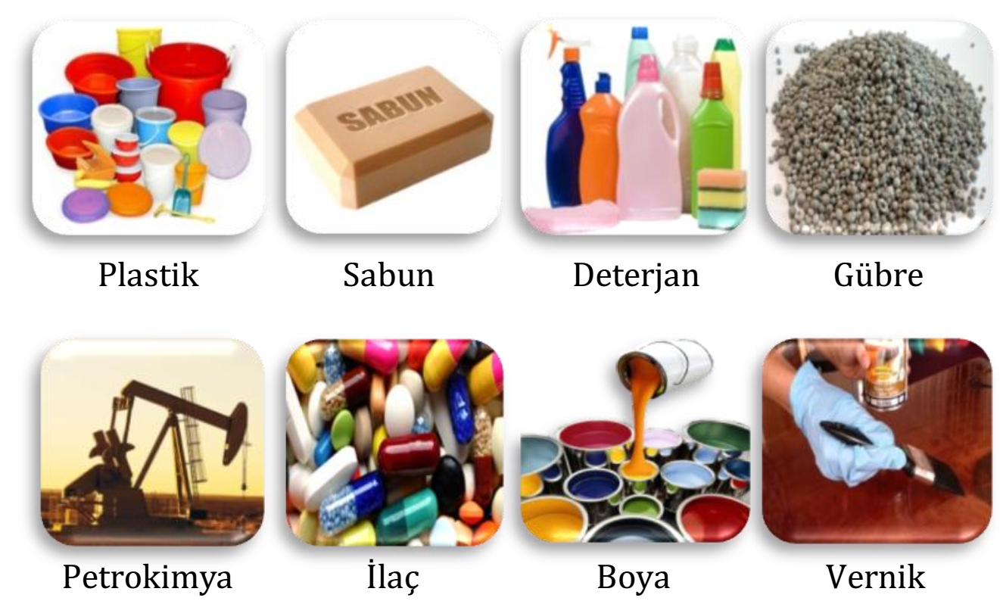 SABUN
Plastik
Sabun
Deterjan
Gübre
Petrokimya
İlaç
Boya
Vernik